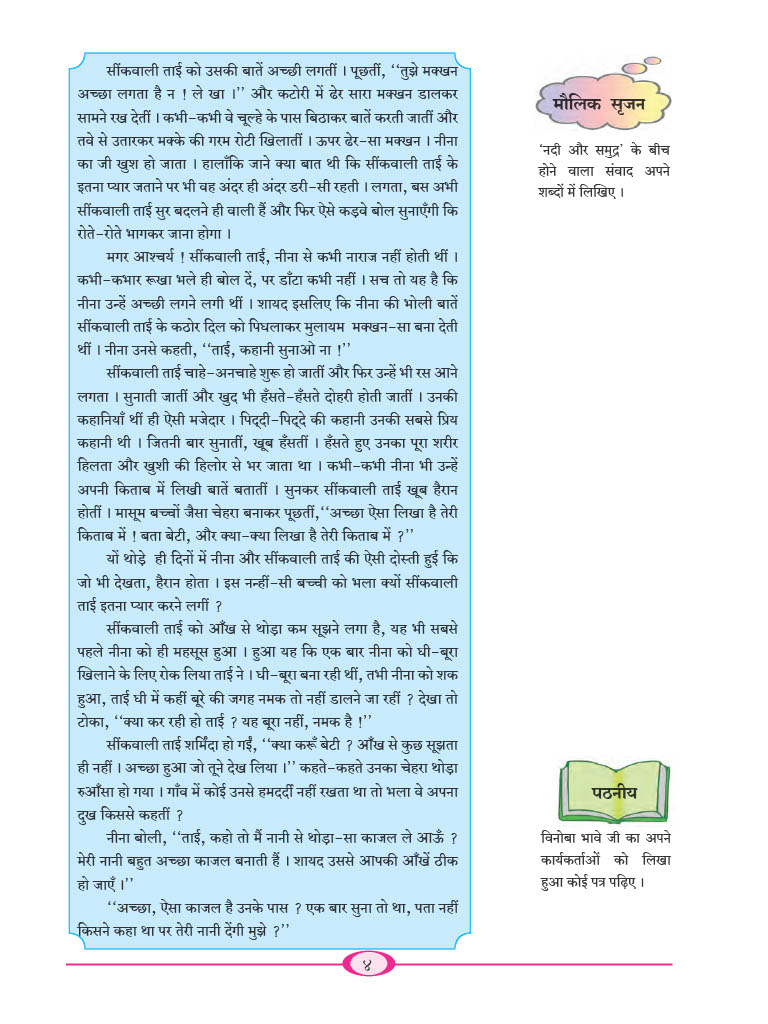 सींकवाली ताई को उसकी बातें अच्छी लगतीं । पूछतीं, ‘‘तुझे मक्खन
अच्छा लगता है न ! ले खा ।’’ और कटोरी में ढेर सारा मक्खन डालकर
सामने रख देतीं । कभी-कभी वे चूल्हे के पास बिठाकर बातें करती जातीं और
तवे से उतारकर मक्के की गरम रोटी खिलातीं । ऊपर ढेर-सा मक्खन । नीना
का जी खुश हो जाता । हालाँकि जाने क्या बात थी कि सींकवाली ताई के
इतना प्यार जताने पर भी वह अंदर ही अंदर डरी-सी रहती । लगता, बस अभी
सींकवाली ताई सुर बदलने ही वाली हैं और फिर ऐसे कड़वे बोल सुनाएँगी कि
रोते-रोते भागकर जाना होगा ।
मगर आश्चर्य ! सींकवाली ताई, नीना से कभी नाराज नहीं होती थीं ।
कभी-कभार रूखा भले ही बोल दें, पर डाँटा कभी नहीं । सच तो यह है कि
नीना उन्हें अच्छी लगने लगी थीं । शायद इसलिए कि नीना की भोली बातें
सींकवाली ताई के कठोर दिल को पिघलाकर मुलायम मक्खन-सा बना देती
थीं । नीना उनसे कहती, ‘‘ताई, कहानी सुनाओ ना !’’
सींकवाली ताई चाहे-अनचाहे शुरू हो जातीं और फिर उन्हें भी रस आने
लगता । सुनाती जातीं और खुद भी हँसते-हँसते दोहरी होती जातीं । उनकी
कहानियाँ थीं ही ऐसी मजेदार । पिद्दी-पिद्दे की कहानी उनकी सबसे प्रिय
कहानी थी । जितनी बार सुनातीं, खूब हँसतीं । हँसते हुए उनका पूरा शरीर
हिलता और खुशी की हिलोर से भर जाता था । कभी-कभी नीना भी उन्हें
अपनी किताब में लिखी बातें बतातीं । सुनकर सींकवाली ताई खूब हैरान
होतीं । मासूम बच्चों जैसा चेहरा बनाकर पूछतीं,‘‘अच्छा ऐसा लिखा है तेरी
किताब में ! बता बेटी, और क्या-क्या लिखा है तेरी किताब में ?’’
यों थोड़े ही दिनों में नीना और सींकवाली ताई की ऐसी दोस्ती हुई कि
जो भी देखता, हैरान होता । इस नन्हीं-सी बच्ची को भला क्यों सींकवाली
ताई इतना प्यार करने लगीं ?
सींकवाली ताई को आँख से थोड़ा कम सूझने लगा है, यह भी सबसे
पहले नीना को ही महसूस हुआ । हुआ यह कि एक बार नीना को घी-बूरा
खिलाने के लिए रोक लिया ताई ने । घी-बूरा बना रही थीं, तभी नीना को शक
हुआ, ताई घी में कहीं बूरे की जगह नमक तो नहीं डालने जा रहीं ? देखा तो
टोका, ‘‘क्या कर रही हो ताई ? यह बूरा नहीं, नमक है !’’
सींकवाली ताई शर्मिंदा हो गईं, ‘‘क्या करूँ बेटी ? आँख से कुछ सूझता
ही नहीं । अच्छा हुआ जो तूने देख लिया ।’’ कहते-कहते उनका चेहरा थोड़ा
रुआँसा हो गया । गाँव में कोई उनसे हमदर्दी नहीं रखता था तो भला वे अपना
दुख किससे कहतीं ?
नीना बोली, ‘‘ताई, कहो तो मैं नानी से थोड़ा-सा काजल ले आऊँ ?
मेरी नानी बहुत अच्छा काजल बनाती हैं । शायद उससे आपकी आँखें ठीक
हो जाएँ ।’’
‘‘अच्छा, ऐसा काजल है उनके पास ? एक बार सुना तो था, पता नहीं
किसने कहा था पर तेरी नानी देंगी मुझे ?’’
मौलिक सृजन
‘नदी और समुद्र’ के बीच
होने वाला संवाद अपने
शब्दों में लिखिए ।
पठनीय
विनोबा भावे जी का अपने
कार्यकर्ताओं को लिखा
हुआ कोई पत्र पढ़िए ।
४